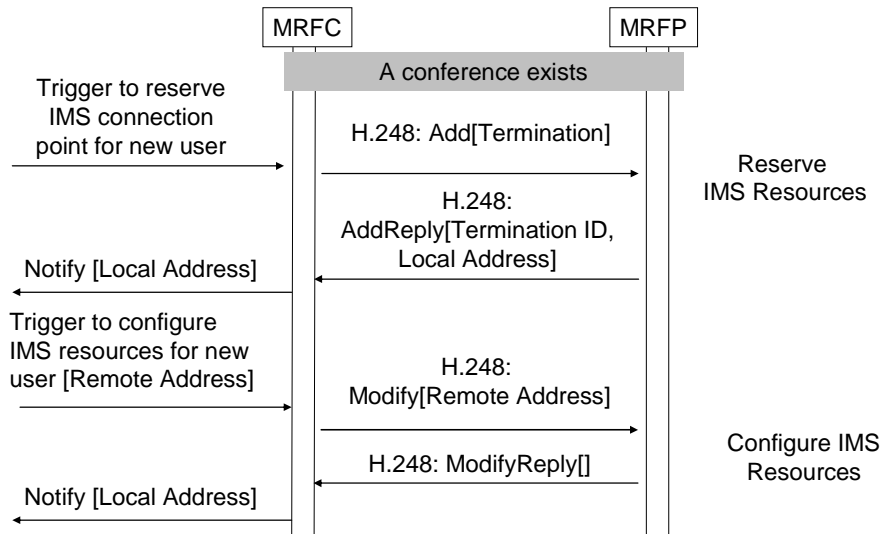 MRFC
MRFP
A conference exists
Trigger to reserve
IMS connection
point for new user
H.248: Add[Termination]
Reserve
IMS Resources
H.248:
AddReply[Termination ID,
Local Address]
Notify [Local Address]
Trigger to configure
IMS resources for new
user [Remote Address]
H.248:
Modify[Remote Address]
Configure IMS
Resources
H.248: ModifyReply[]
Notify [Local Address]